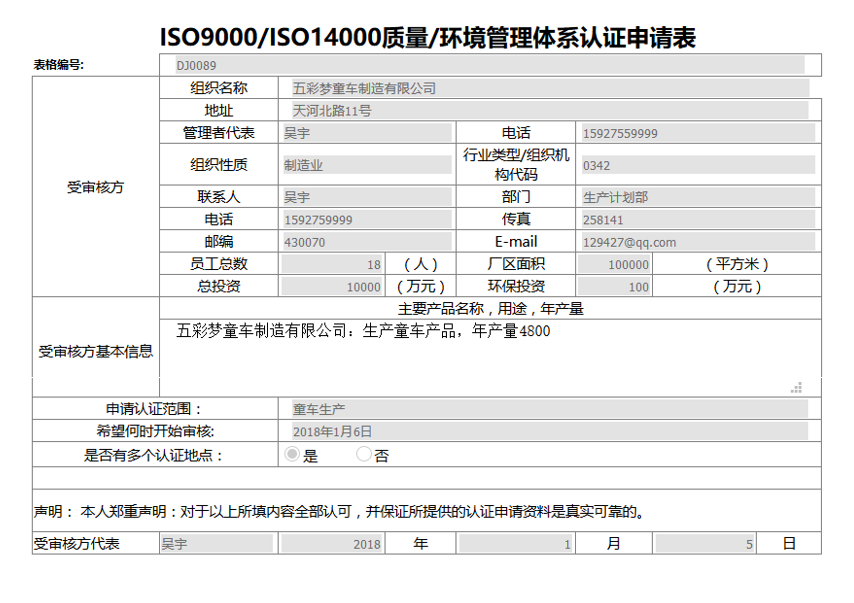 ISO9000/ISO14000质量/环境管理体系认证申请表
表格编号: DJ0089
受审核方
组织名称 五彩梦童车制造有限公司
地址 天河北路11号
管理者代表 吴宇 电话 15927559999
组织性质 制造业 行业类型/组织机构代码 0342
联系人 吴宇 部门 生产计划部
电话 1592759999 传真 258141
邮编 430070 E-mail 129427@qq.com
员工总数 18 （人） 厂区面积 100000 （平方米）
总投资 10000 （万元） 环保投资 100 （万元）
受审核方基本信息
主要产品名称，用途，年产量
五彩梦童车制造有限公司：生产童车产品，年产量4800
申请认证范围： 童车生产
希望何时开始审核: 2018年1月6日
是否有多个认证地点： 是 否
声明： 本人郑重声明：对于以上所填内容全部认可，并保证所提供的认证申请资料是真实可靠的。
受审核方代表 吴宇 2018 年 1 月 5 日